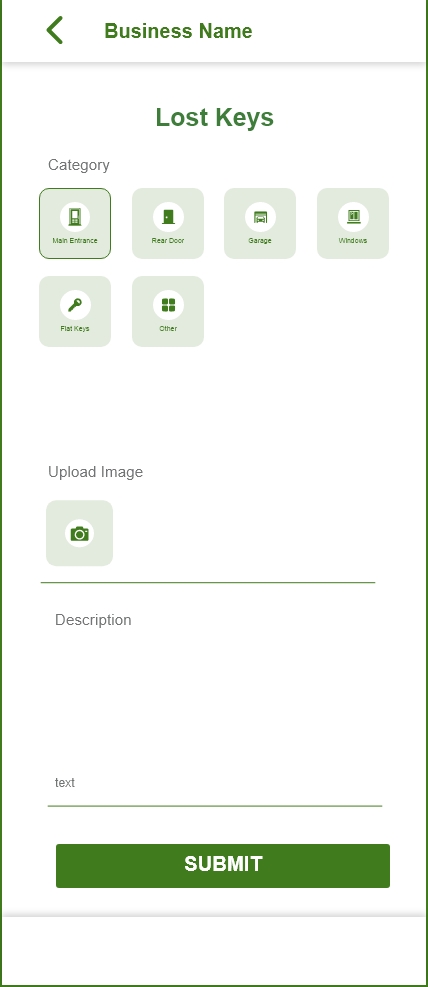 Business Name
Lost Keys
Category
Main Entrance
Rear Door
Garage
Windows
Flat Keys
Other
Upload Image
Description
text
SUBMIT